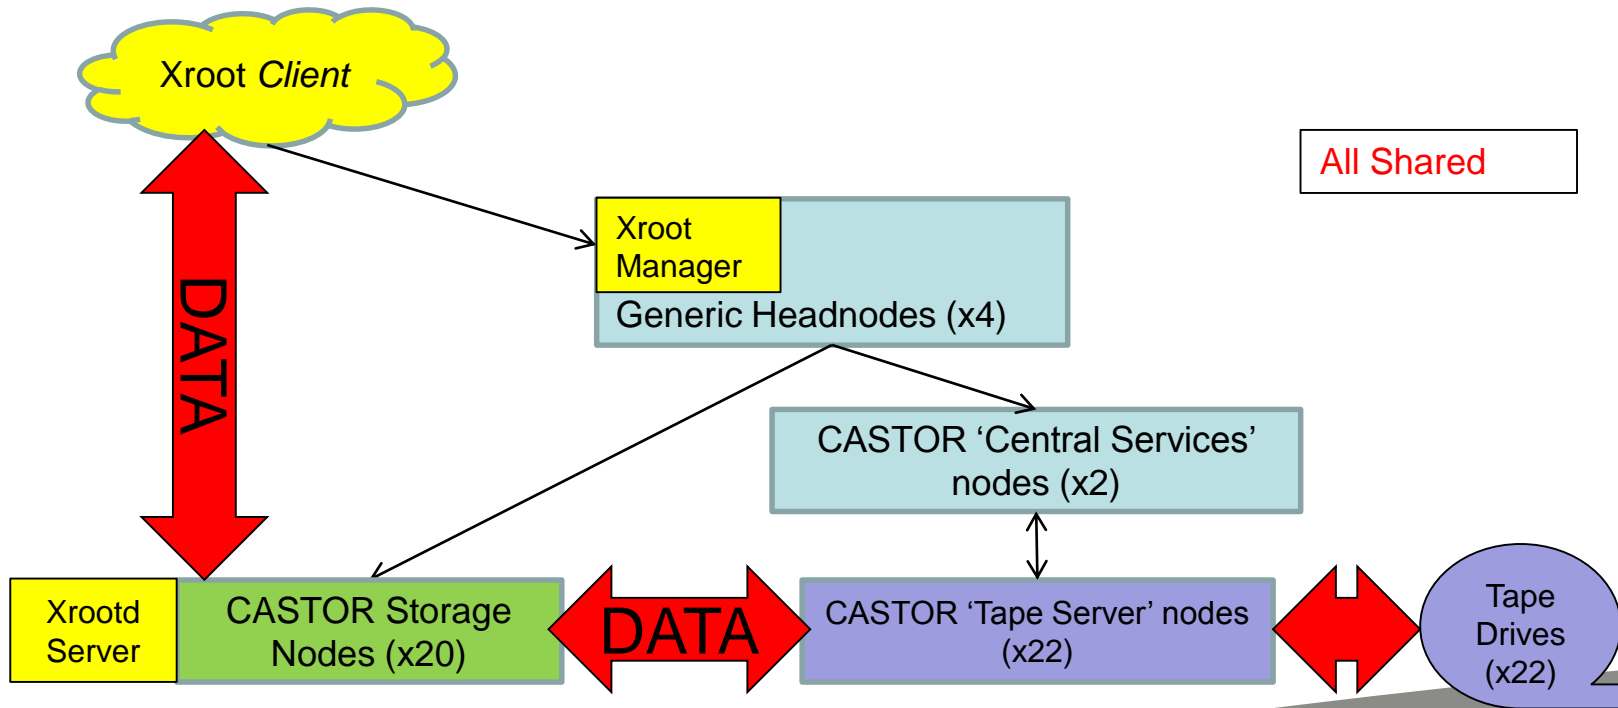 Xroot Client
All Shared
Xroot
Manager
Generic Headnodes (x4)
DATA
CASTOR ‘Central Services’
nodes (x2)
Xrootd
Server
CASTOR Storage
Nodes (x20)
DATA
CASTOR ‘Tape Server’ nodes
(x22)
Tape
Drives
(x22)